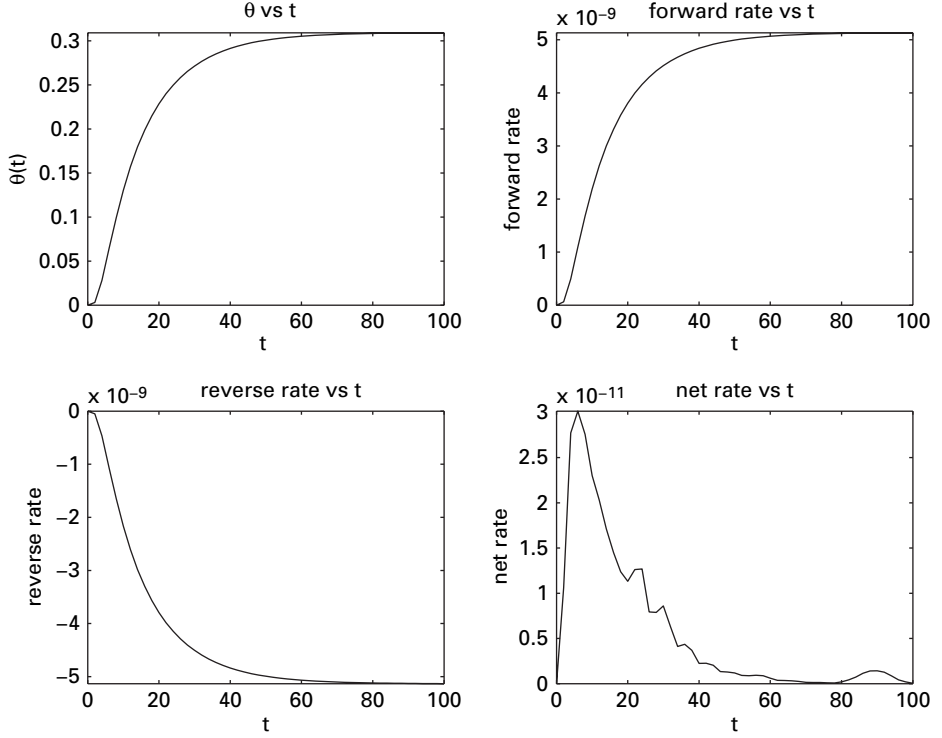 θ vs t
0.3
0.25
0.2
0.15
0.1
0.05
0
θ(t)
0 20 40 60 80 100
t
forward rate vs t
× 10⁻⁹
5
4
3
2
1
0
forward rate
0 20 40 60 80 100
t
reverse rate vs t
× 10⁻⁹
0
−1
−2
−3
−4
−5
reverse rate
0 20 40 60 80 100
t
net rate vs t
× 10⁻¹¹
3
2.5
2
1.5
1
0.5
0
net rate
0 20 40 60 80 100
t